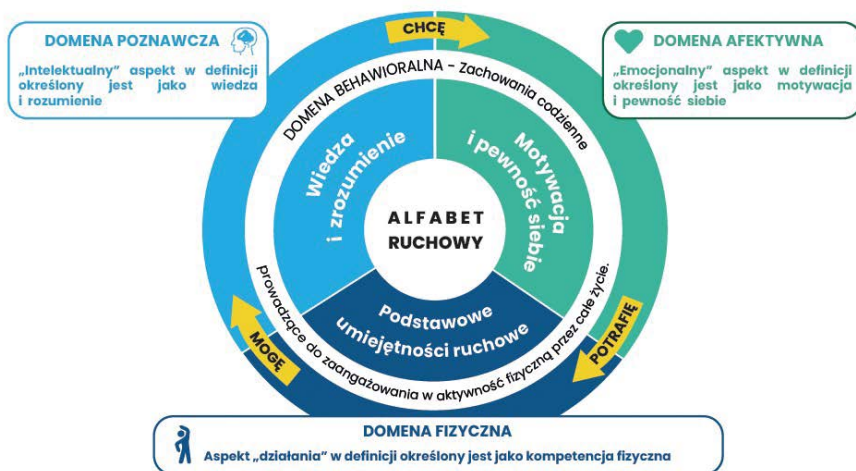 DOMENA POZNAWCZA
„Intelektualny” aspekt w definicji
określony jest jako wiedza
i rozumienie
CHCĘ
DOMENA AFEKTYWNA
„Emocjonalny” aspekt w definicji
określony jest jako motywacja
i pewność siebie
DOMENA BEHAWIORALNA – Zachowania codzienne
Wiedza
i zrozumienie
Motywacja
i pewność siebie
ALFABET
RUCHOWY
Podstawowe
umiejętności ruchowe
prowadzące do zaangażowania w aktywność fizyczną przez całe życie.
MOGĘ
POTRAFIĘ
DOMENA FIZYCZNA
Aspekt „działania” w definicji określony jest jako kompetencja fizyczna